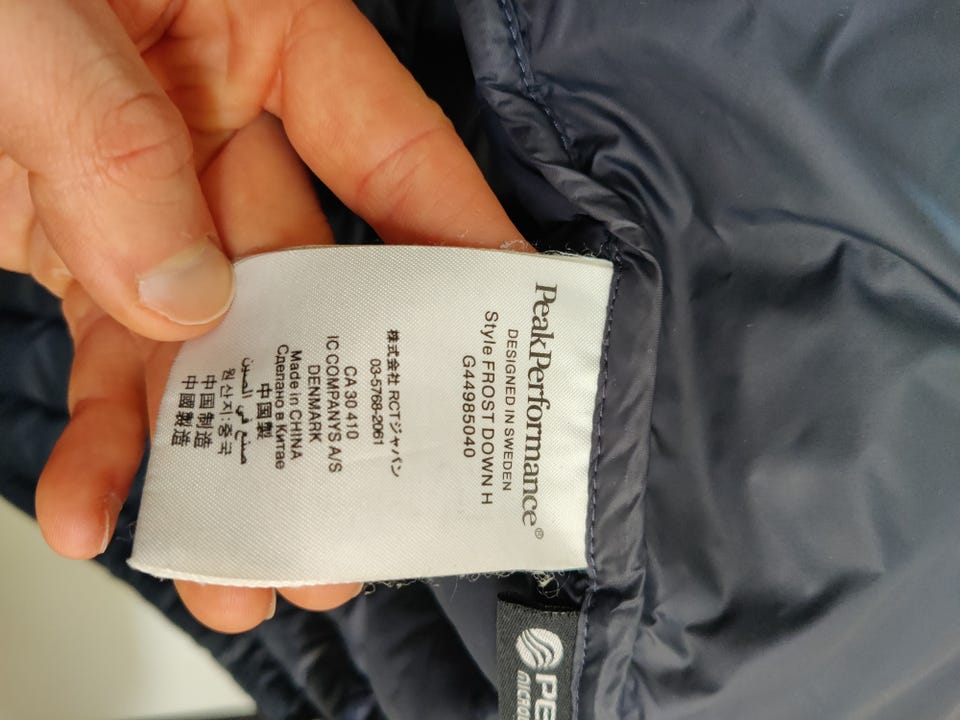 PeakPerformance®
DESIGNED IN SWEDEN
Style FROST DOWN H
G44985040
株式会社 RCTジャパン
03-5768-2061
CA 30 410
IC COMPANYS A/S
DENMARK
中国製
Made in CHINA
Сделано в Китае
صنع في الصين
원산지:중국
中国制造
中國製造